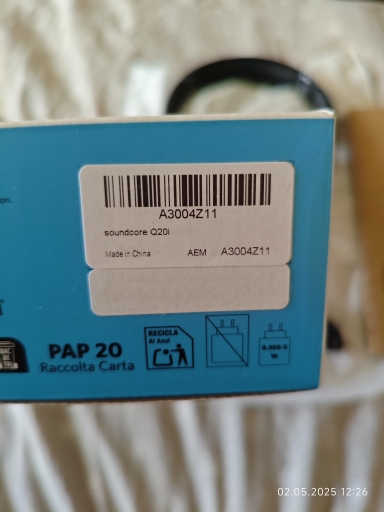 A3004Z11
soundcore Q20i
Made in China AEM A3004Z11
PAP 20
Raccolta Carta
RECICLA
Al Azul
W
02.05.2025 12:26